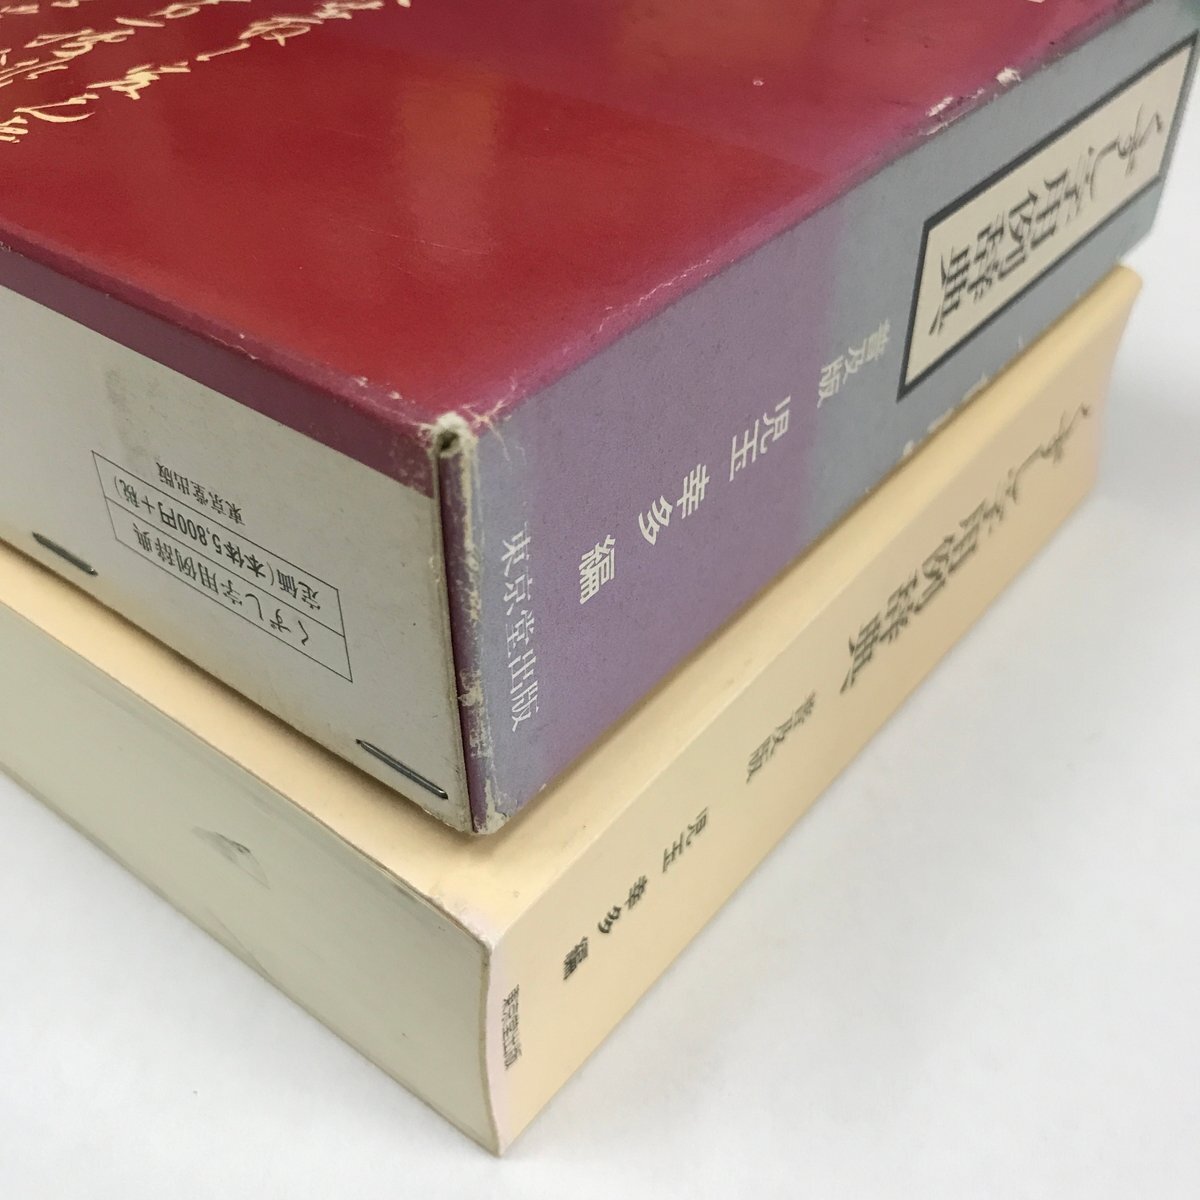 くずし字用例辞典
普及版
児玉幸多編
東京堂出版
くずし字用例辞典
定価(本体5,800円+税)
東京堂出版
くずし字用例辞典
普及版
児玉幸多編
東京堂出版